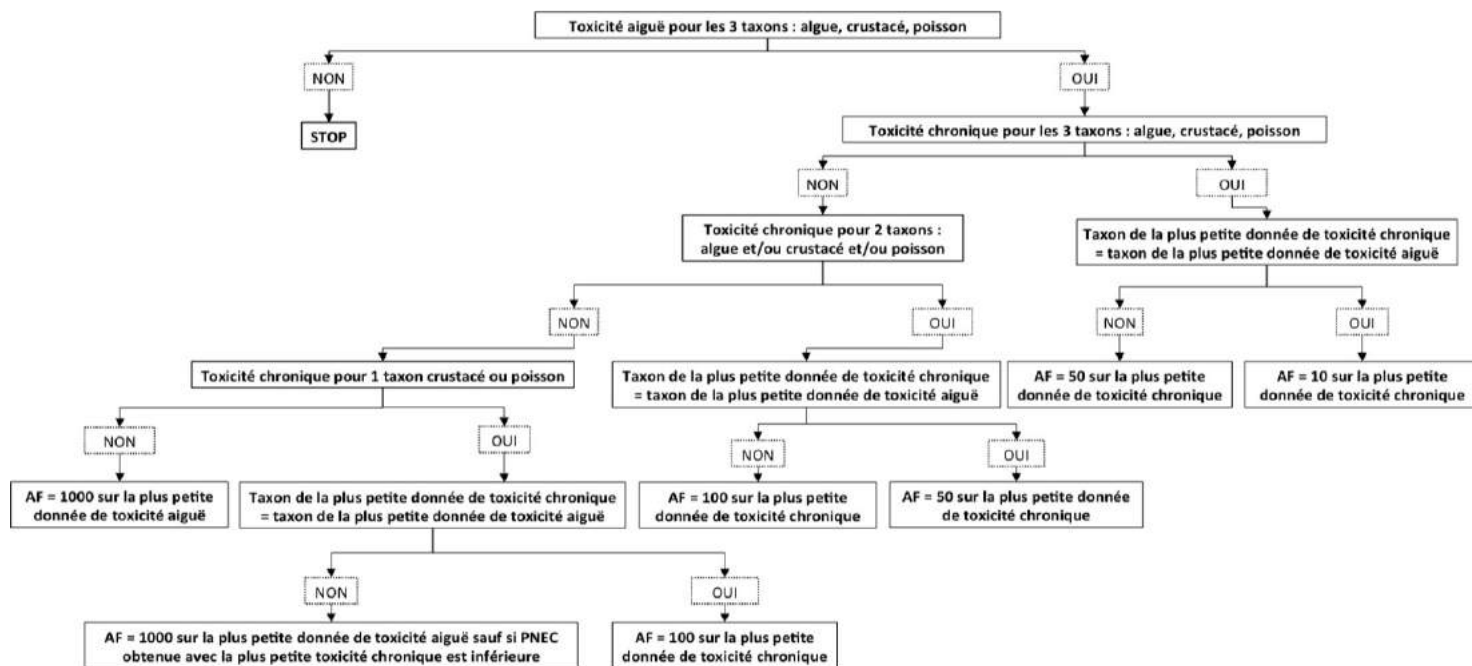 Toxicité aiguë pour les 3 taxons : algue, crustacé, poisson
NON
OUI
STOP
Toxicité chronique pour les 3 taxons : algue, crustacé, poisson
NON
OUI
Toxicité chronique pour 2 taxons :
algue et/ou crustacé et/ou poisson
Taxon de la plus petite donnée de toxicité chronique
= taxon de la plus petite donnée de toxicité aiguë
NON
OUI
NON
OUI
Toxicité chronique pour 1 taxon crustacé ou poisson
Taxon de la plus petite donnée de toxicité chronique
= taxon de la plus petite donnée de toxicité aiguë
AF = 50 sur la plus petite
donnée de toxicité chronique
AF = 10 sur la plus petite
donnée de toxicité chronique
NON
OUI
NON
OUI
AF = 1000 sur la plus petite
donnée de toxicité aiguë
Taxon de la plus petite donnée de toxicité chronique
= taxon de la plus petite donnée de toxicité aiguë
AF = 100 sur la plus petite
donnée de toxicité chronique
AF = 50 sur la plus petite donnée
de toxicité chronique
NON
OUI
AF = 1000 sur la plus petite donnée de toxicité aiguë sauf si PNEC
obtenue avec la plus petite toxicité chronique est inférieure
AF = 100 sur la plus petite
donnée de toxicité chronique